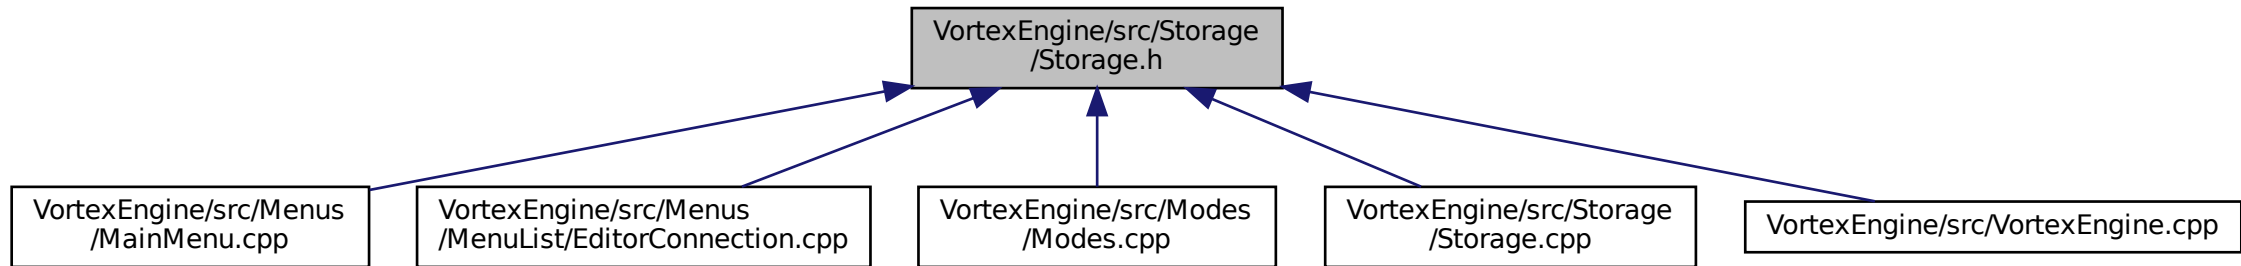 VortexEngine/src/Storage
/Storage.h
VortexEngine/src/Menus
/MainMenu.cpp
VortexEngine/src/Menus
/MenuList/EditorConnection.cpp
VortexEngine/src/Modes
/Modes.cpp
VortexEngine/src/Storage
/Storage.cpp
VortexEngine/src/VortexEngine.cpp